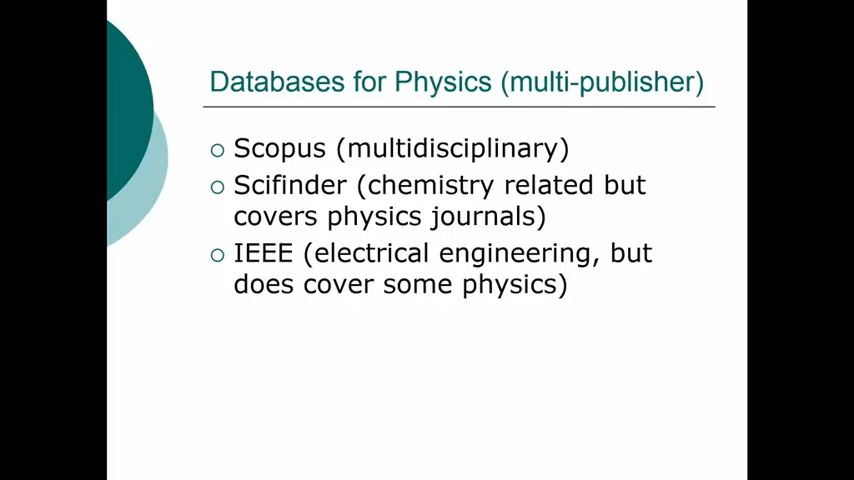 Databases for Physics (multi-publisher)
Scopus (multidisciplinary)
Scifinder (chemistry related but
covers physics journals)
IEEE (electrical engineering, but
does cover some physics)